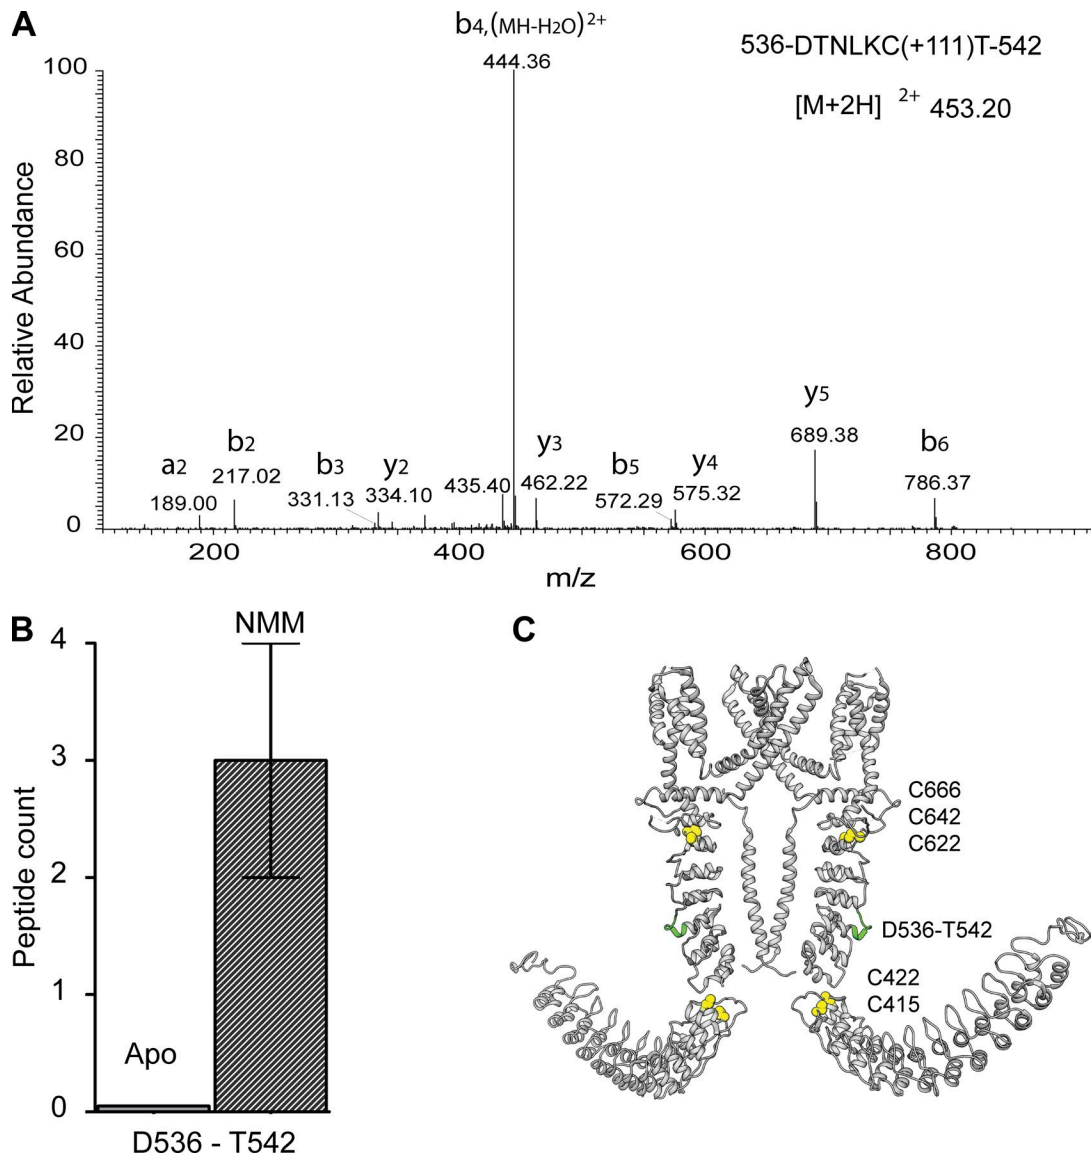 A
b4,(MH-H2O)2+
444.36
536-DTNLKC(+111)T-542
[M+2H] 2+ 453.20
100
80
60
40
20
0
Relative Abundance
a2
189.00
b2
217.02
b3
331.13
y2
334.10
435.40
y3
462.22
b5
572.29
y4
575.32
y5
689.38
b6
786.37
200
400
600
800
m/z
B
NMM
4
3
2
1
0
Peptide count
Apo
D536 - T542
C
C666
C642
C622
D536-T542
C422
C415